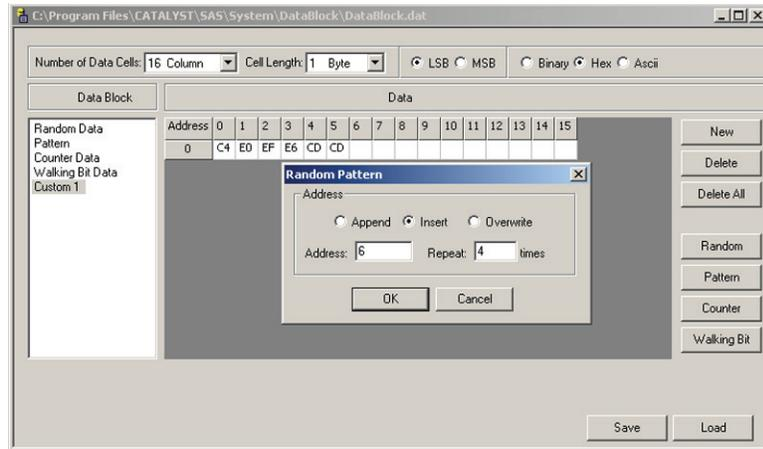 C:\Program Files\CATALYST\SAS\System\DataBlock\DataBlock.dat
Number of Data Cells: 16 Column Cell Length: 1 Byte LSB MSB Binary Hex Ascii
Data Block Data
Random Data
Pattern
Counter Data
Walking Bit Data
Custom 1
Address 0 1 2 3 4 5 6 7 8 9 10 11 12 13 14 15
0 C4 E0 EF E6 CD CD
Random Pattern
Address
Append Insert Overwrite
Address: 6 Repeat: 4 times
OK Cancel
New
Delete
Delete All
Random
Pattern
Counter
Walking Bit
Save Load